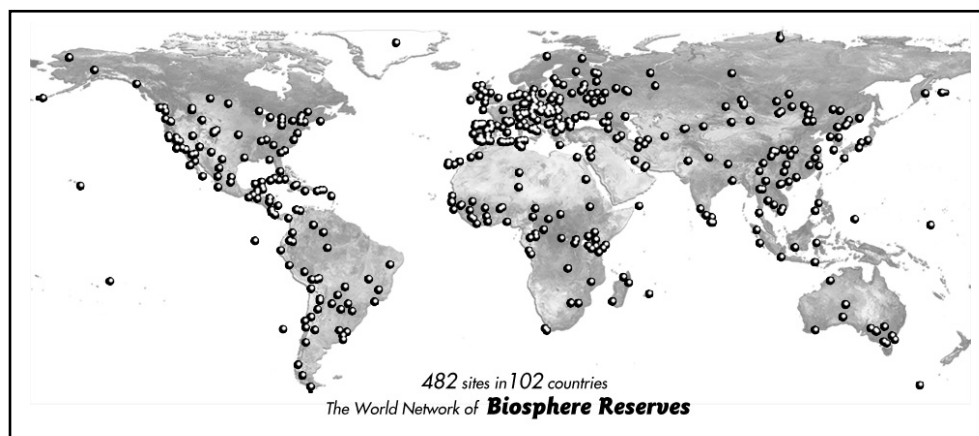 482 sites in 102 countries
The World Network of Biosphere Reserves